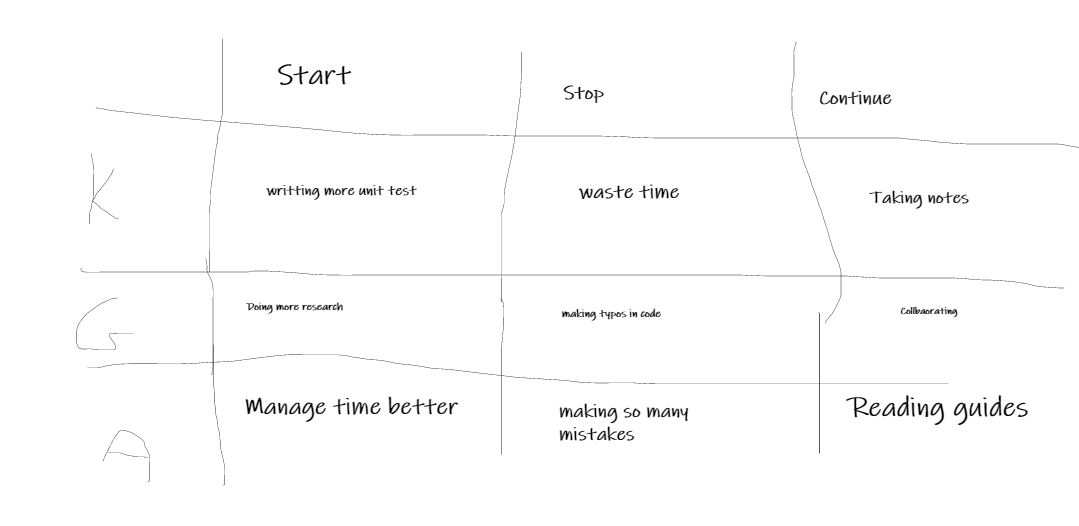 Start
Stop
Continue
K
writting more unit test
waste time
Taking notes
G
Doing more research
making typos in code
Collbaorating
A
Manage time better
making so many
mistakes
Reading guides